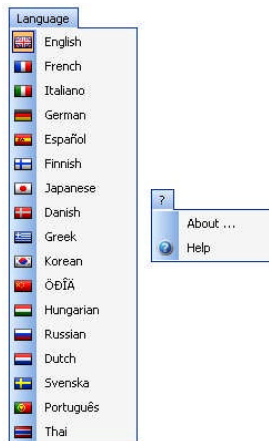 Language
English
French
Italiano
German
Español
Finnish
Japanese
Danish
Greek
Korean
ÖÐÎÄ
Hungarian
Russian
Dutch
Svenska
Português
Thai
?
About ...
Help